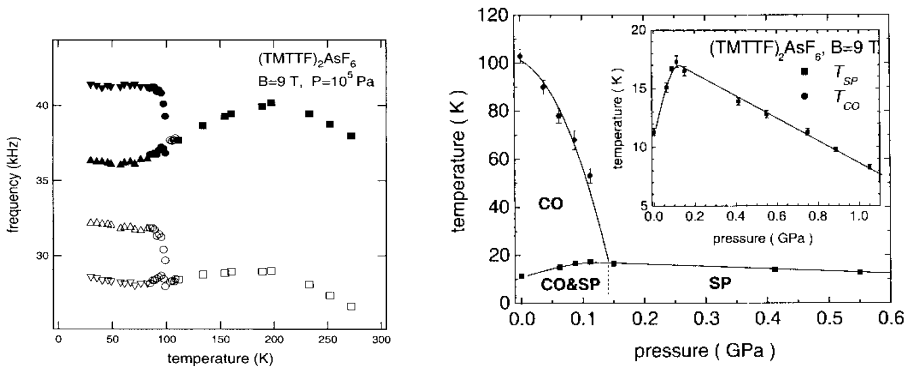 (TMTTF)₂AsF₆
B=9 T, P=10⁵ Pa
40
35
30
frequency (kHz)
0 50 100 150 200 250 300
temperature (K)
120
100
80
60
40
20
0
temperature ( K )
CO
CO&SP
SP
0.0 0.1 0.2 0.3 0.4 0.5 0.6
pressure ( GPa )
(TMTTF)₂AsF₆, B=9 T
T_SP
T_CO
20
15
10
5
temperature ( K )
0.0 0.2 0.4 0.6 0.8 1.0
pressure ( GPa )